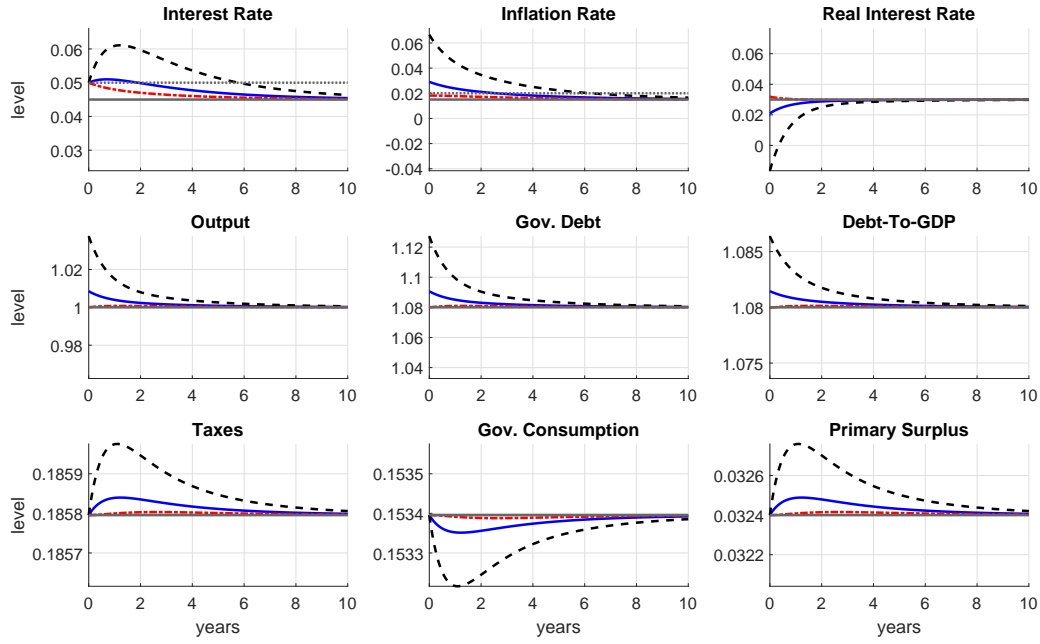 Interest Rate
Inflation Rate
Real Interest Rate
level
0.06
0.05
0.04
0.03
0 2 4 6 8 10
0.06
0.04
0.02
0
-0.02
-0.04
0 2 4 6 8 10
0.06
0.04
0.02
0
0 2 4 6 8 10
Output
Gov. Debt
Debt-To-GDP
level
1.02
1
0.98
0 2 4 6 8 10
1.12
1.1
1.08
1.06
1.04
0 2 4 6 8 10
1.085
1.08
1.075
0 2 4 6 8 10
Taxes
Gov. Consumption
Primary Surplus
level
0.1859
0.1858
0.1857
0 2 4 6 8 10
years
0.1535
0.1534
0.1533
0 2 4 6 8 10
years
0.0326
0.0324
0.0322
0 2 4 6 8 10
years